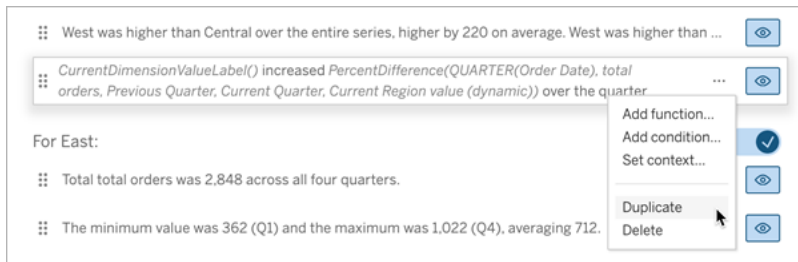 West was higher than Central over the entire series, higher by 220 on average. West was higher than ...
CurrentDimensionValueLabel() increased PercentDifference(QUARTER(Order Date), total
orders, Previous Quarter, Current Quarter, Current Region value (dynamic)) over the quarter
...
Add function...
Add condition...
Set context...
Duplicate
Delete
For East:
Total total orders was 2,848 across all four quarters.
The minimum value was 362 (Q1) and the maximum was 1,022 (Q4), averaging 712.